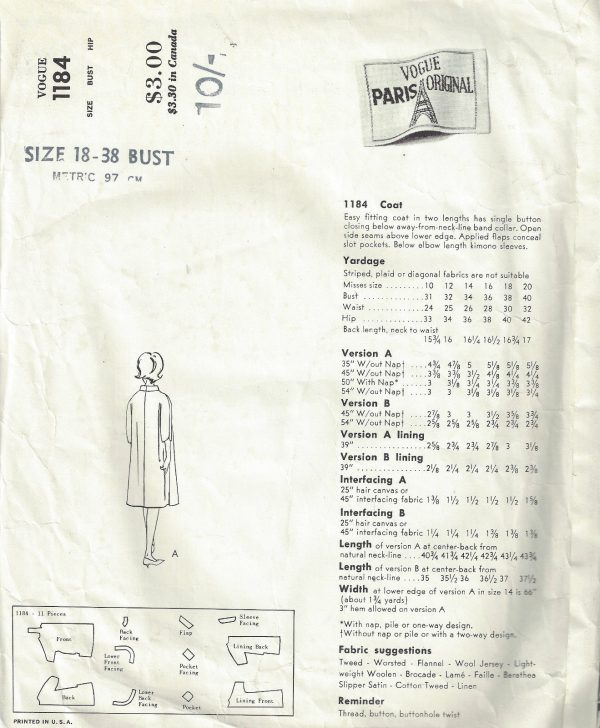 VOGUE
1184
SIZE BUST HIP
$3.00
$3.30 in Canada
10/-
SIZE 18-38 BUST
METRIC 97 CM
VOGUE
PARIS ORIGINAL
1184 Coat
Easy fitting coat in two lengths has single button
closing below away-from-neck-line band collar. Open
side seams above lower edge. Applied flaps conceal
slot pockets. Below elbow length kimono sleeves.
Yardage
Striped, plaid or diagonal fabrics are not suitable
Misses size .........10 12 14 16 18 20
Bust ..............31 32 34 36 38 40
Waist .............24 25 26 28 30 32
Hip ...............33 34 36 38 40 42
Back length, neck to waist
15¾ 16 16¼ 16½ 16¾ 17
Version A
35" W/out Nap† ....4¾ 4⅞ 5 5⅛ 5⅛ 5⅛
45" W/out Nap† ....3⅜ 3⅜ 3½ 4⅛ 4¼ 4¼
50" With Nap* .....3 3⅛ 3¼ 3¼ 3⅜ 3⅜
54" W/out Nap† ....3 3 3⅛ 3⅛ 3⅛ 3¼
Version B
45" W/out Nap† ....2⅞ 3 3 3½ 3⅝ 3¾
54" W/out Nap† ....2⅝ 2⅝ 2⅝ 2¾ 2¾ 2¾
Version A lining
39" ...............2⅝ 2¾ 2¾ 2⅞ 3 3⅛
Version B lining
39" ...............2⅛ 2¼ 2¼ 2¼ 2⅜ 2⅜
Interfacing A
25" hair canvas or
45" interfacing fabric 1⅜ 1½ 1½ 1½ 1½ 1⅝
Interfacing B
25" hair canvas or
45" interfacing fabric 1¼ 1¼ 1¼ 1⅜ 1⅜ 1⅜
Length of version A at center-back from
natural neck-line ....40¾ 41¾ 42¼ 42¾ 43¼ 43¾
Length of version B at center-back from
natural neck-line ....35 35½ 36 36½ 37 37½
Width at lower edge of version A in size 14 is 66"
(about 1¾ yards)
3" hem allowed on version A
*With nap, pile or one-way design.
†Without nap or pile or with a two-way design.
Fabric suggestions
Tweed - Worsted - Flannel - Wool Jersey - Light-
weight Woolen - Brocade - Lamé - Faille - Barathea
Slipper Satin - Cotton Tweed - Linen
Reminder
Thread, button, buttonhole twist
A
1184 - 11 Pieces
Front
Back
Facing
Flap
Sleeve
Facing
Lower
Front
Facing
Pocket
Facing
Lining Back
Back
Lower
Back
Facing
Pocket
Lining Front
PRINTED IN U.S.A.